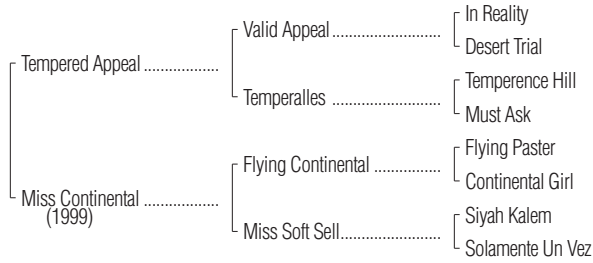 In Reality
Valid Appeal ..........................
Desert Trial
Tempered Appeal ..................
Temperence Hill
Temperalles ..........................
Must Ask
Flying Paster
Flying Continental ................
Continental Girl
Miss Continental ..................
(1999)
Siyah Kalem
Miss Soft Sell........................
Solamente Un Vez